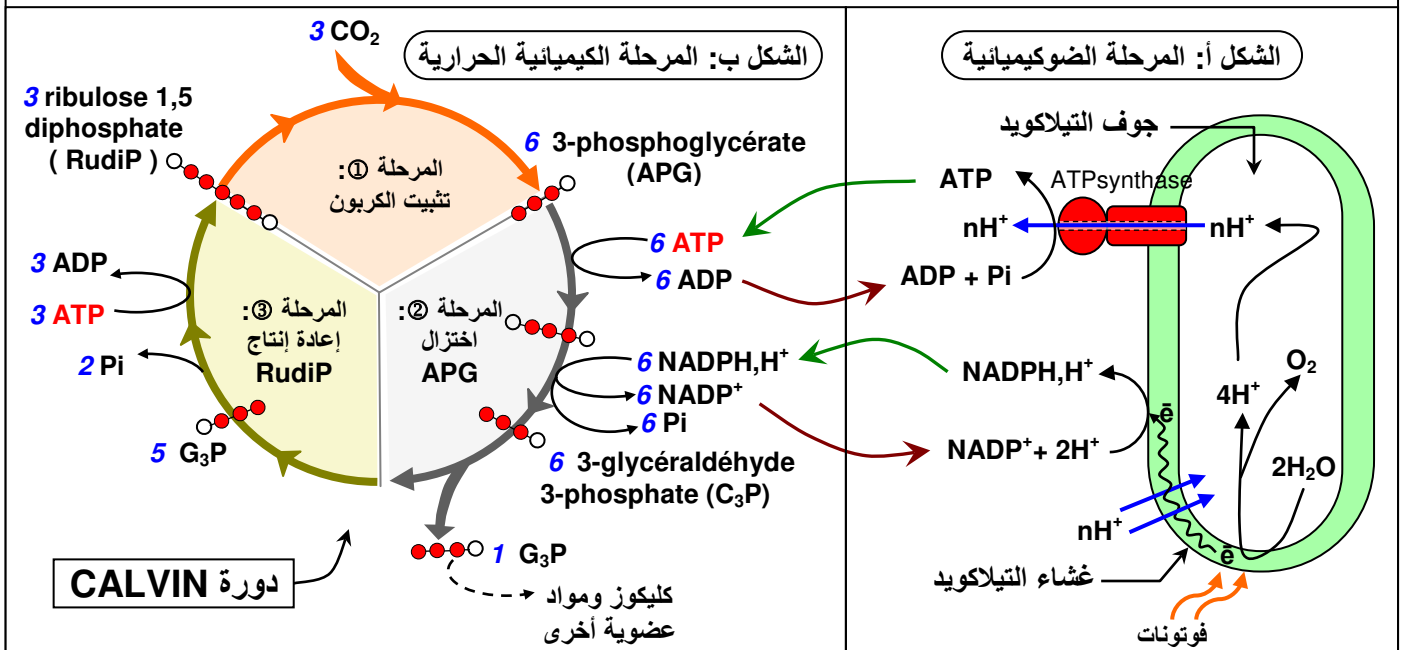 الشكل أ: المرحلة الضوكيميائية
جوف التيلاكويد
ATP
ATPsynthase
nH⁺
nH⁺
ADP + Pi
NADPH,H⁺
ē
NADP⁺+ 2H⁺
4H⁺
O₂
2H₂O
nH⁺
ē
غشاء التيلاكويد
فوتونات
الشكل ب: المرحلة الكيميائية الحرارية
3 CO₂
3 ribulose 1,5
diphosphate
( RudiP )
6 3-phosphoglycérate
(APG)
المرحلة ①:
تثبيت الكربون
6 ATP
6 ADP
المرحلة ②:
اختزال
APG
6 NADPH,H⁺
6 NADP⁺
6 Pi
6 3-glycéraldéhyde
3-phosphate (C₃P)
1 G₃P
كليكوز ومواد
عضوية أخرى
المرحلة ③:
إعادة إنتاج
RudiP
3 ADP
3 ATP
2 Pi
5 G₃P
دورة CALVIN